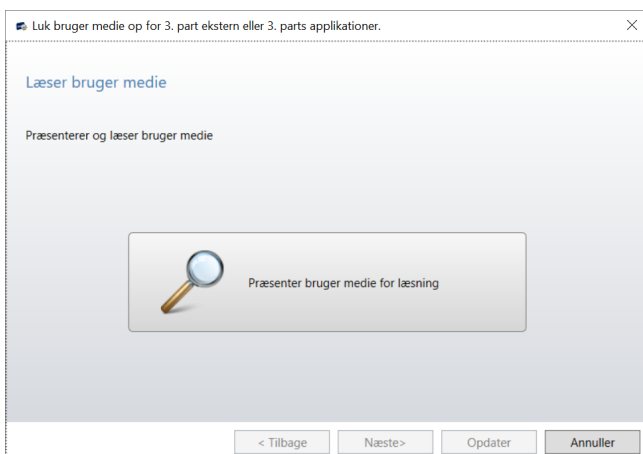 Luk bruger medie op for 3. part ekstern eller 3. parts applikationer.
Læser bruger medie
Præsenterer og læser bruger medie
Præsenter bruger medie for læsning
< Tilbage
Næste>
Opdater
Annuller